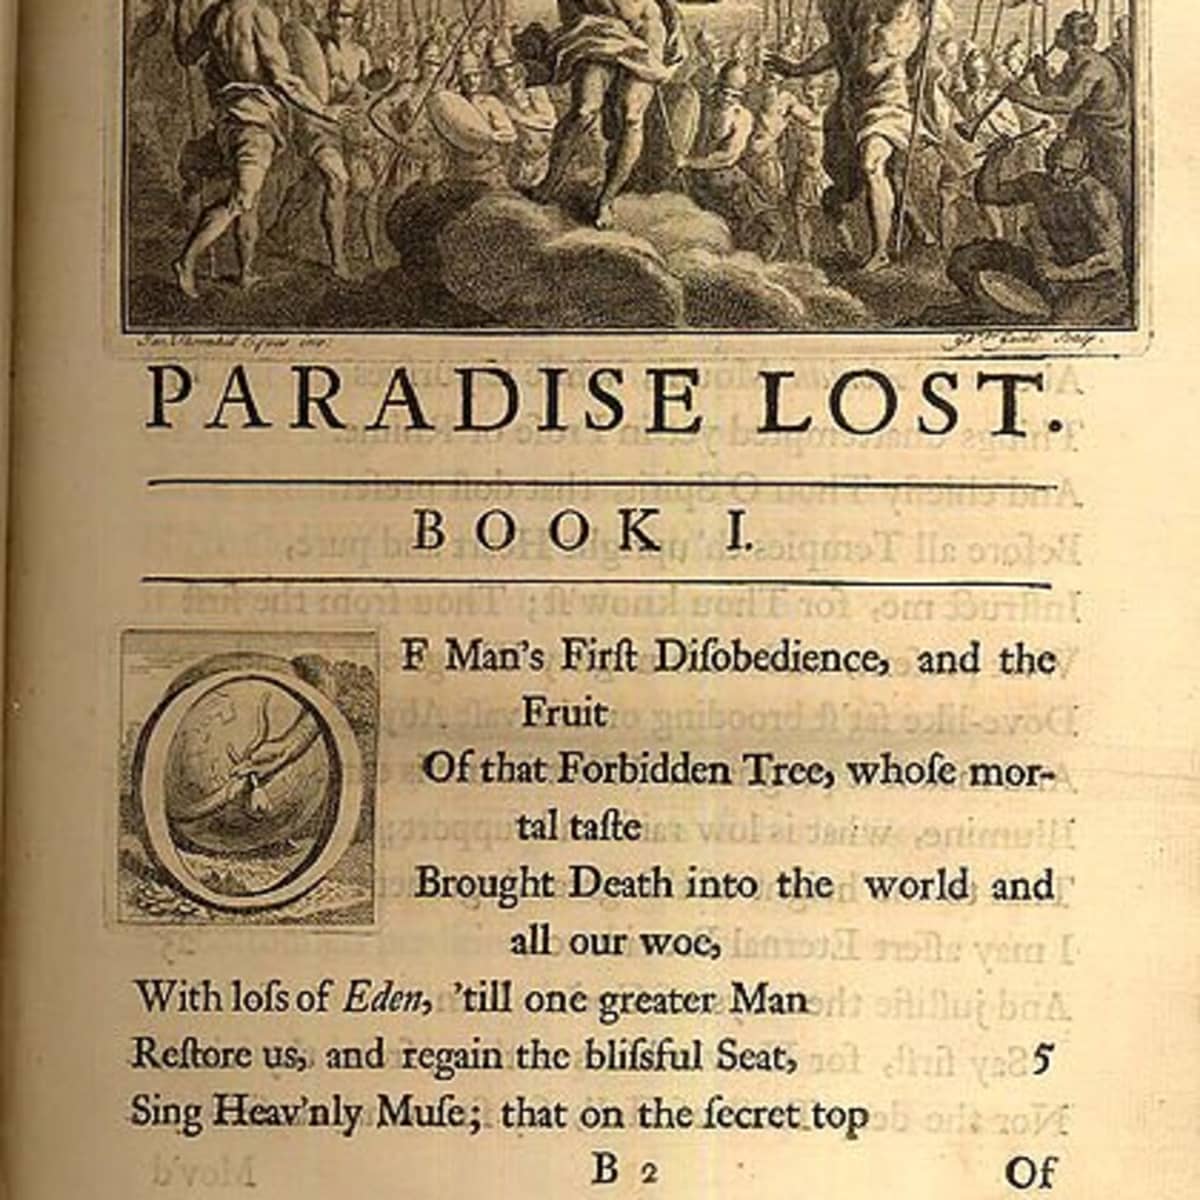 PARADISE LOST.
BOOK I.
OF Man's Firſt Diſobedience, and the
Fruit
Of that Forbidden Tree, whoſe mor-
tal taſte
Brought Death into the world and
all our woe,
With loſs of Eden, 'till one greater Man
Reſtore us, and regain the bliſsful Seat, 5
Sing Heav'nly Muſe; that on the ſecret top
B 2 Of